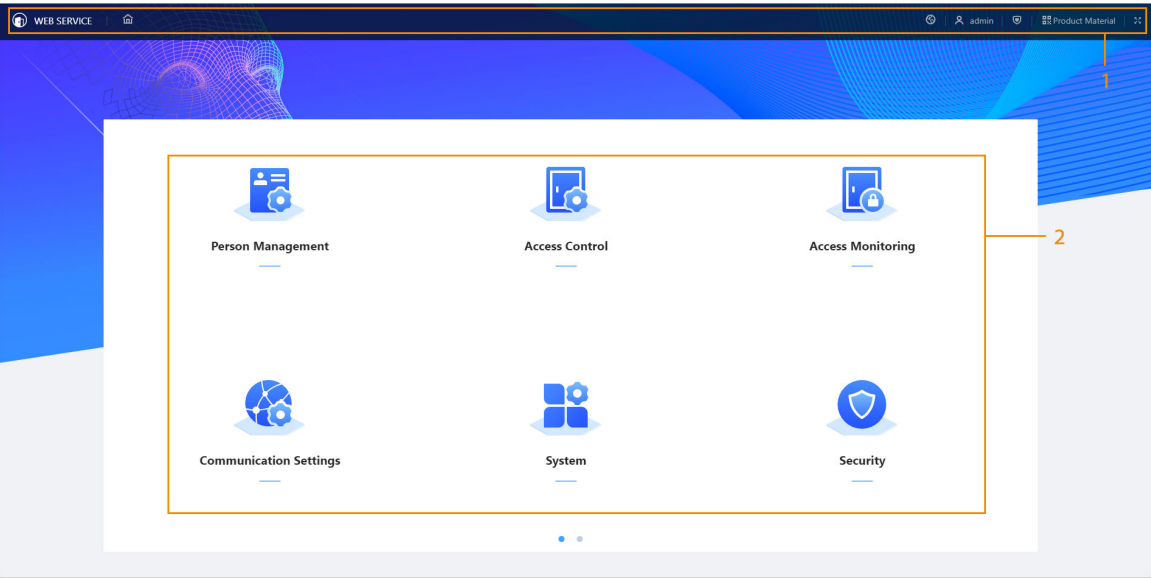 WEB SERVICE admin Product Material
1
Person Management Access Control Access Monitoring
2
Communication Settings System Security